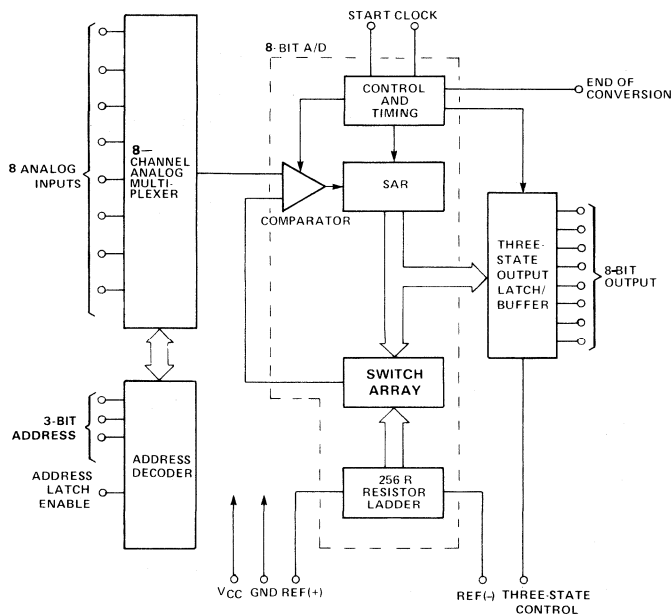 START CLOCK
8-BIT A/D
CONTROL
AND
TIMING
END OF
CONVERSION
8 ANALOG
INPUTS
8—
CHANNEL
ANALOG
MULTI-
PLEXER
COMPARATOR
SAR
THREE-
STATE
OUTPUT
LATCH/
BUFFER
8-BIT
OUTPUT
SWITCH
ARRAY
3-BIT
ADDRESS
ADDRESS
LATCH
ENABLE
ADDRESS
DECODER
256 R
RESISTOR
LADDER
VCC
GND
REF(+)
REF(–)
THREE-STATE
CONTROL